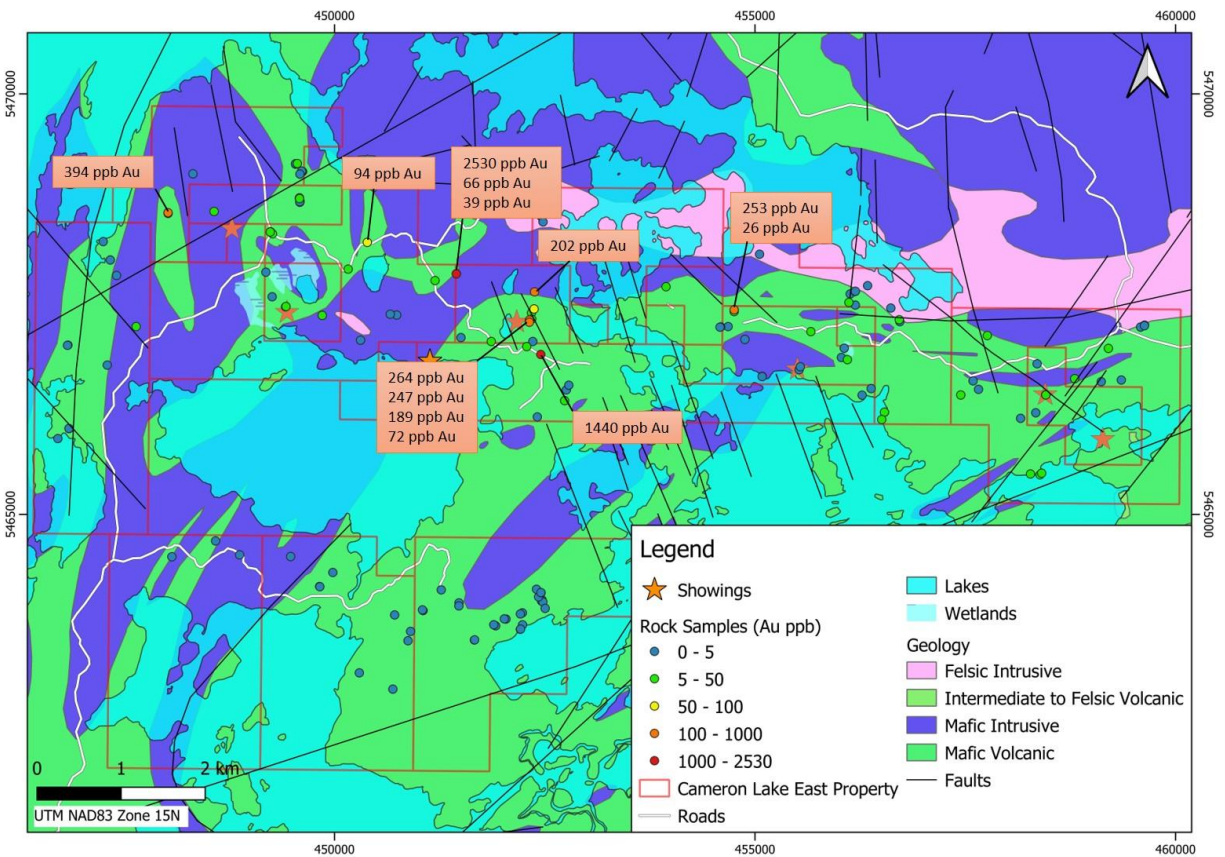 450000
455000
460000
5470000
5470000
394 ppb Au
94 ppb Au
2530 ppb Au
66 ppb Au
39 ppb Au
202 ppb Au
253 ppb Au
26 ppb Au
264 ppb Au
247 ppb Au
189 ppb Au
72 ppb Au
1440 ppb Au
5465000
5465000
Legend
Showings
Rock Samples (Au ppb)
0 - 5
5 - 50
50 - 100
100 - 1000
1000 - 2530
Cameron Lake East Property
Roads
Lakes
Wetlands
Geology
Felsic Intrusive
Intermediate to Felsic Volcanic
Mafic Intrusive
Mafic Volcanic
Faults
0 1 2 km
UTM NAD83 Zone 15N
450000
455000
460000